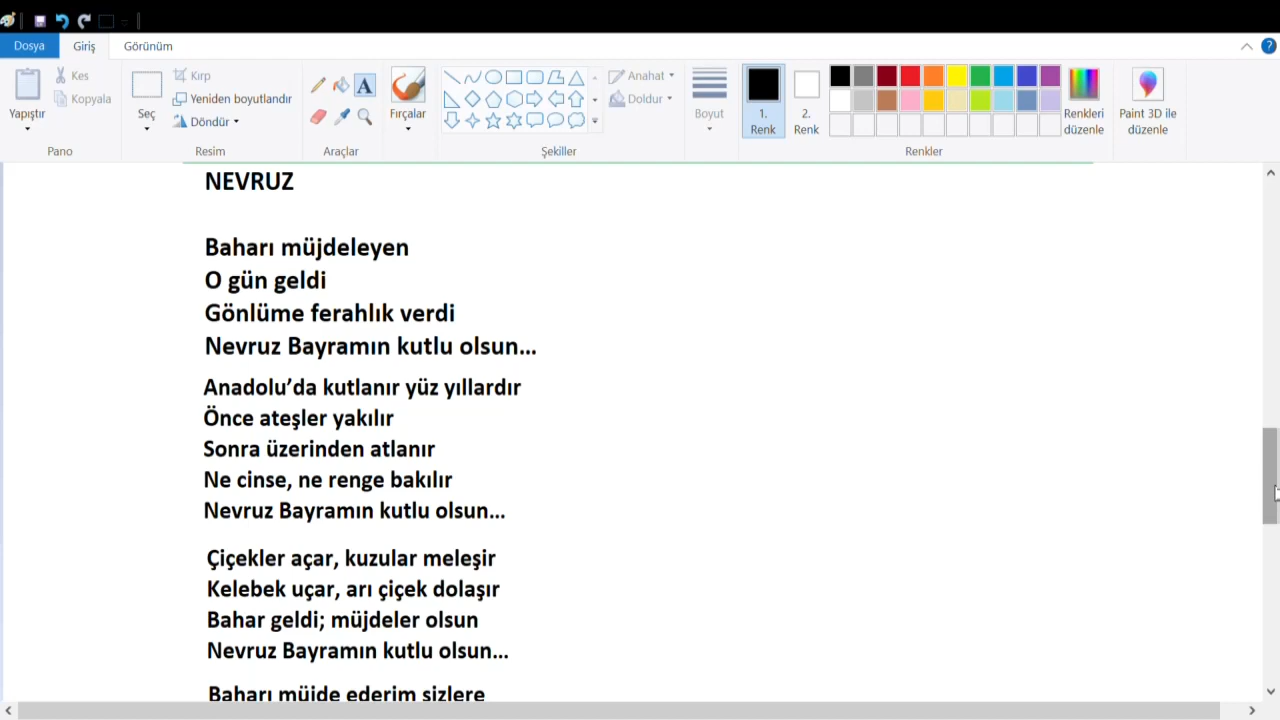 Dosya Giriş Görünüm
Yapıştır
Kes
Kopyala
Pano
Seç
Kırp
Yeniden boyutlandır
Döndür
Resim
A
Araçlar
Fırçalar
Anahat
Doldur
Şekiller
Boyut
1.
Renk
2.
Renk
Renkleri
düzenle
Renkler
Paint 3D ile
düzenle
NEVRUZ
Baharı müjdeleyen
O gün geldi
Gönlüme ferahlık verdi
Nevruz Bayramın kutlu olsun...
Anadolu’da kutlanır yüz yıllardır
Önce ateşler yakılır
Sonra üzerinden atlanır
Ne cinse, ne renge bakılır
Nevruz Bayramın kutlu olsun...
Çiçekler açar, kuzular meleşir
Kelebek uçar, arı çiçek dolaşır
Bahar geldi; müjdeler olsun
Nevruz Bayramın kutlu olsun...
Baharı müjde ederim sizlere